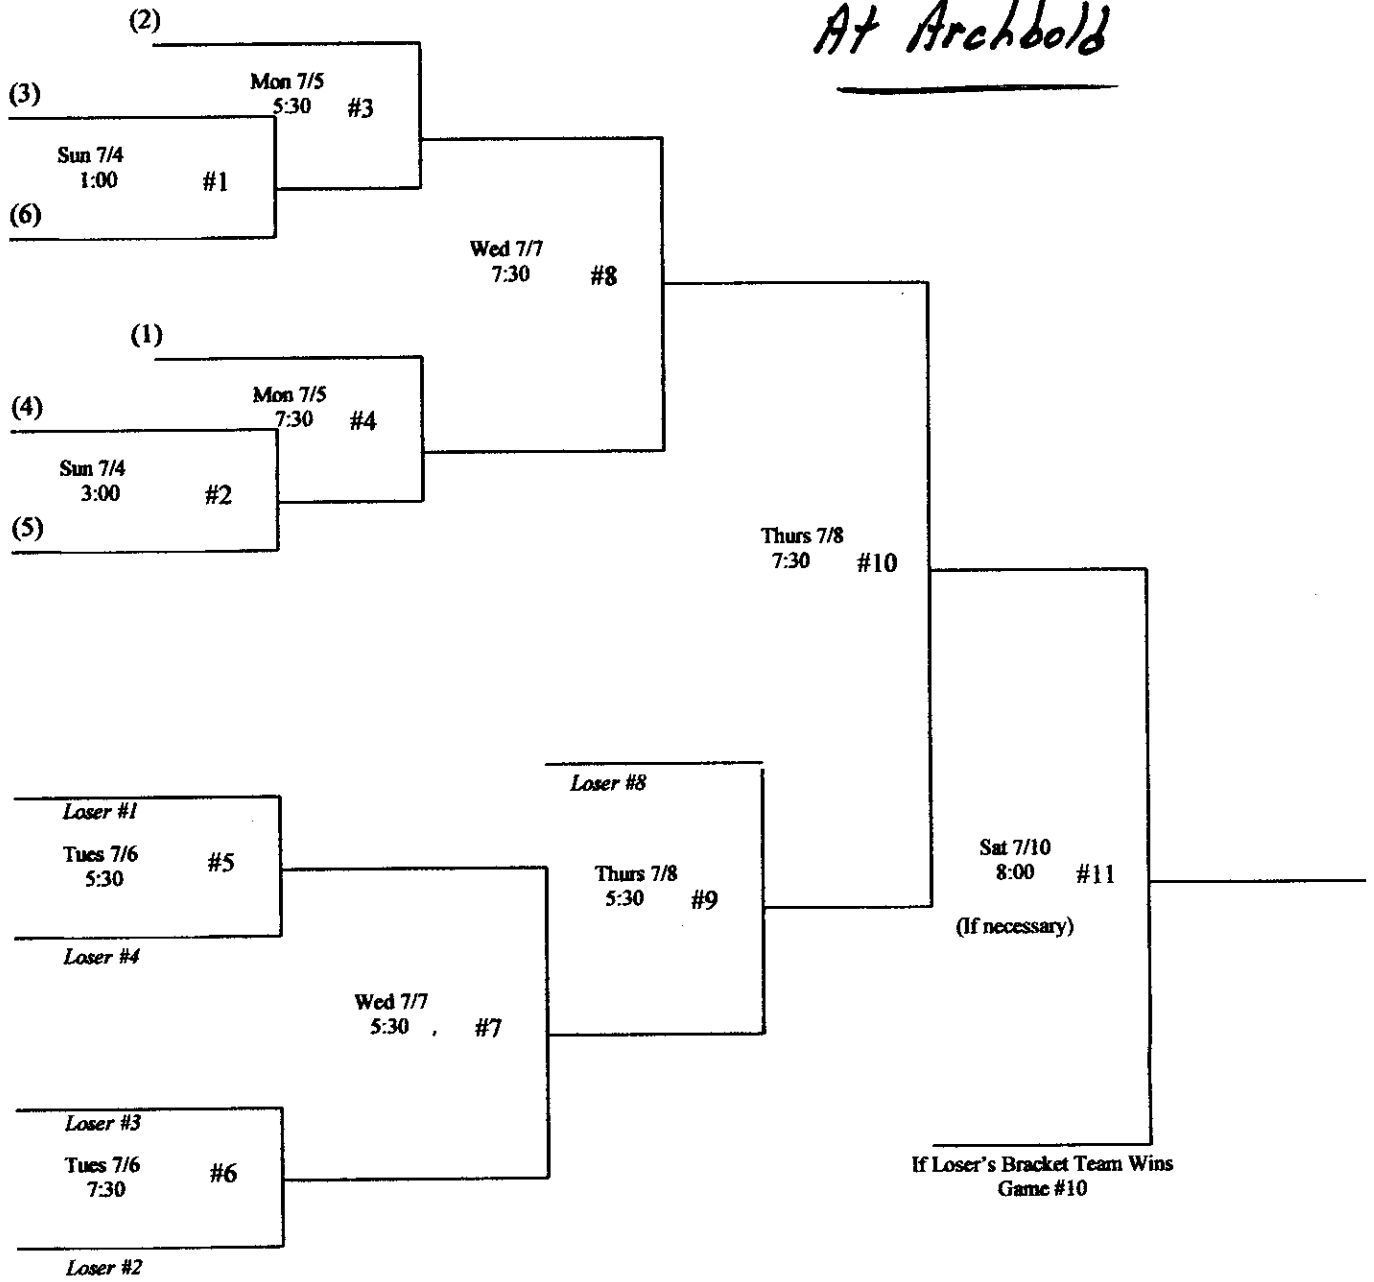 At Archbold
(2)
Mon 7/5
5:30 #3
(3)
Sun 7/4
1:00 #1
(6)
Wed 7/7
7:30 #8
(1)
Mon 7/5
7:30 #4
(4)
Sun 7/4
3:00 #2
(5)
Thurs 7/8
7:30 #10
Loser #8
Loser #1
Tues 7/6
5:30 #5
Loser #4
Thurs 7/8
5:30 #9
Sat 7/10
8:00 #11
(If necessary)
Wed 7/7
5:30 #7
Loser #3
Tues 7/6
7:30 #6
Loser #2
If Loser's Bracket Team Wins
Game #10